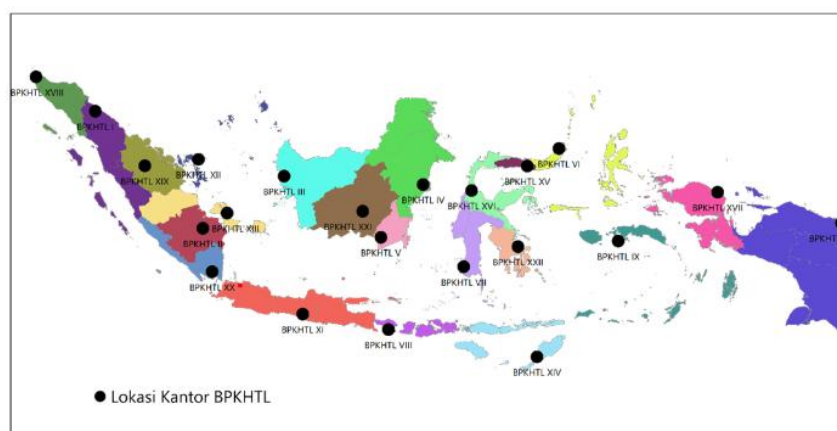 BPKHTL XVIII
BPKHTL I
BPKHTL XIX
BPKHTL XII
BPKHTL III
BPKHTL IV
BPKHTL VI
BPKHTL XV
BPKHTL XVI
BPKHTL XVII
BPKHTL II
BPKHTL XIII
BPKHTL XXI
BPKHTL V
BPKHTL VII
BPKHTL XXII
BPKHTL IX
BPKHTL
BPKHTL XX
BPKHTL XI
BPKHTL VIII
BPKHTL XIV
Lokasi Kantor BPKHTL